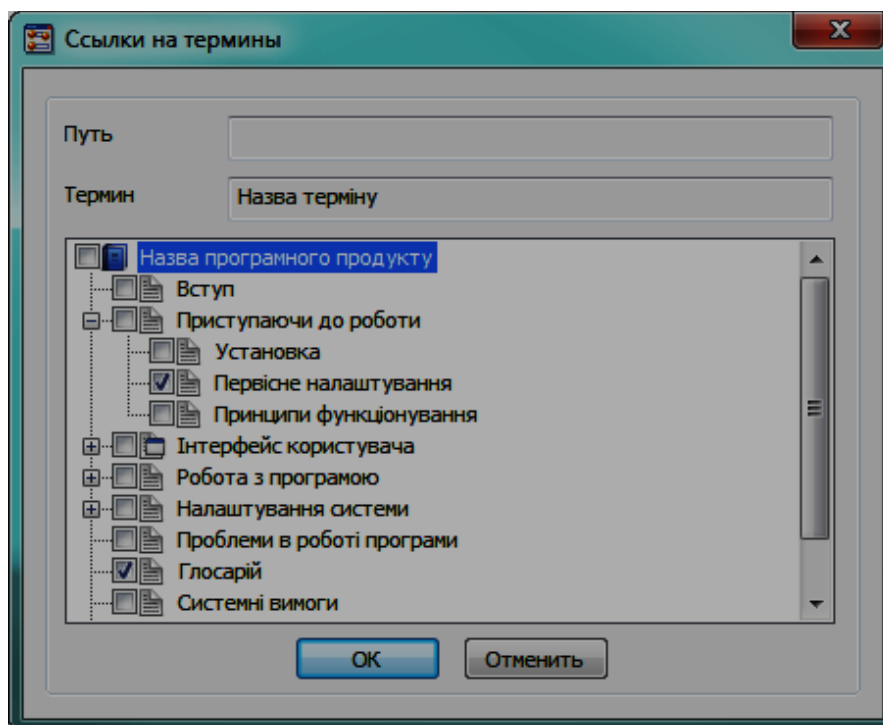 Ссылки на термины
Путь
Термин
Назва терміну
Назва програмного продукту
Вступ
Приступаючи до роботи
Установка
Первісне налаштування
Принципи функціонування
Інтерфейс користувача
Робота з програмою
Налаштування системи
Проблеми в роботі програми
Глосарій
Системні вимоги
ОК
Отменить